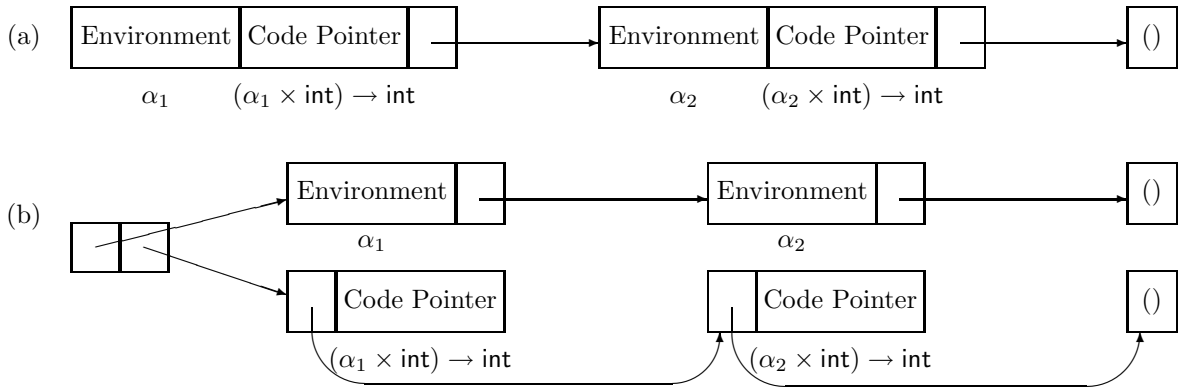 (a) Environment Code Pointer Environment Code Pointer ()
α₁ (α₁ × int) → int α₂ (α₂ × int) → int
(b) Environment Environment ()
α₁ α₂
Code Pointer Code Pointer ()
(α₁ × int) → int (α₂ × int) → int